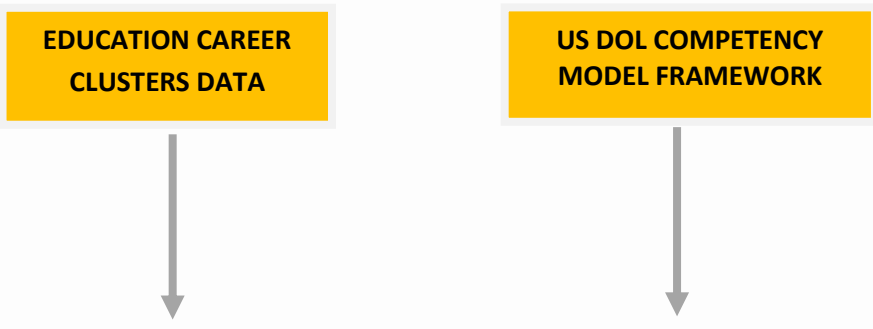 EDUCATION CAREER
CLUSTERS DATA
US DOL COMPETENCY
MODEL FRAMEWORK